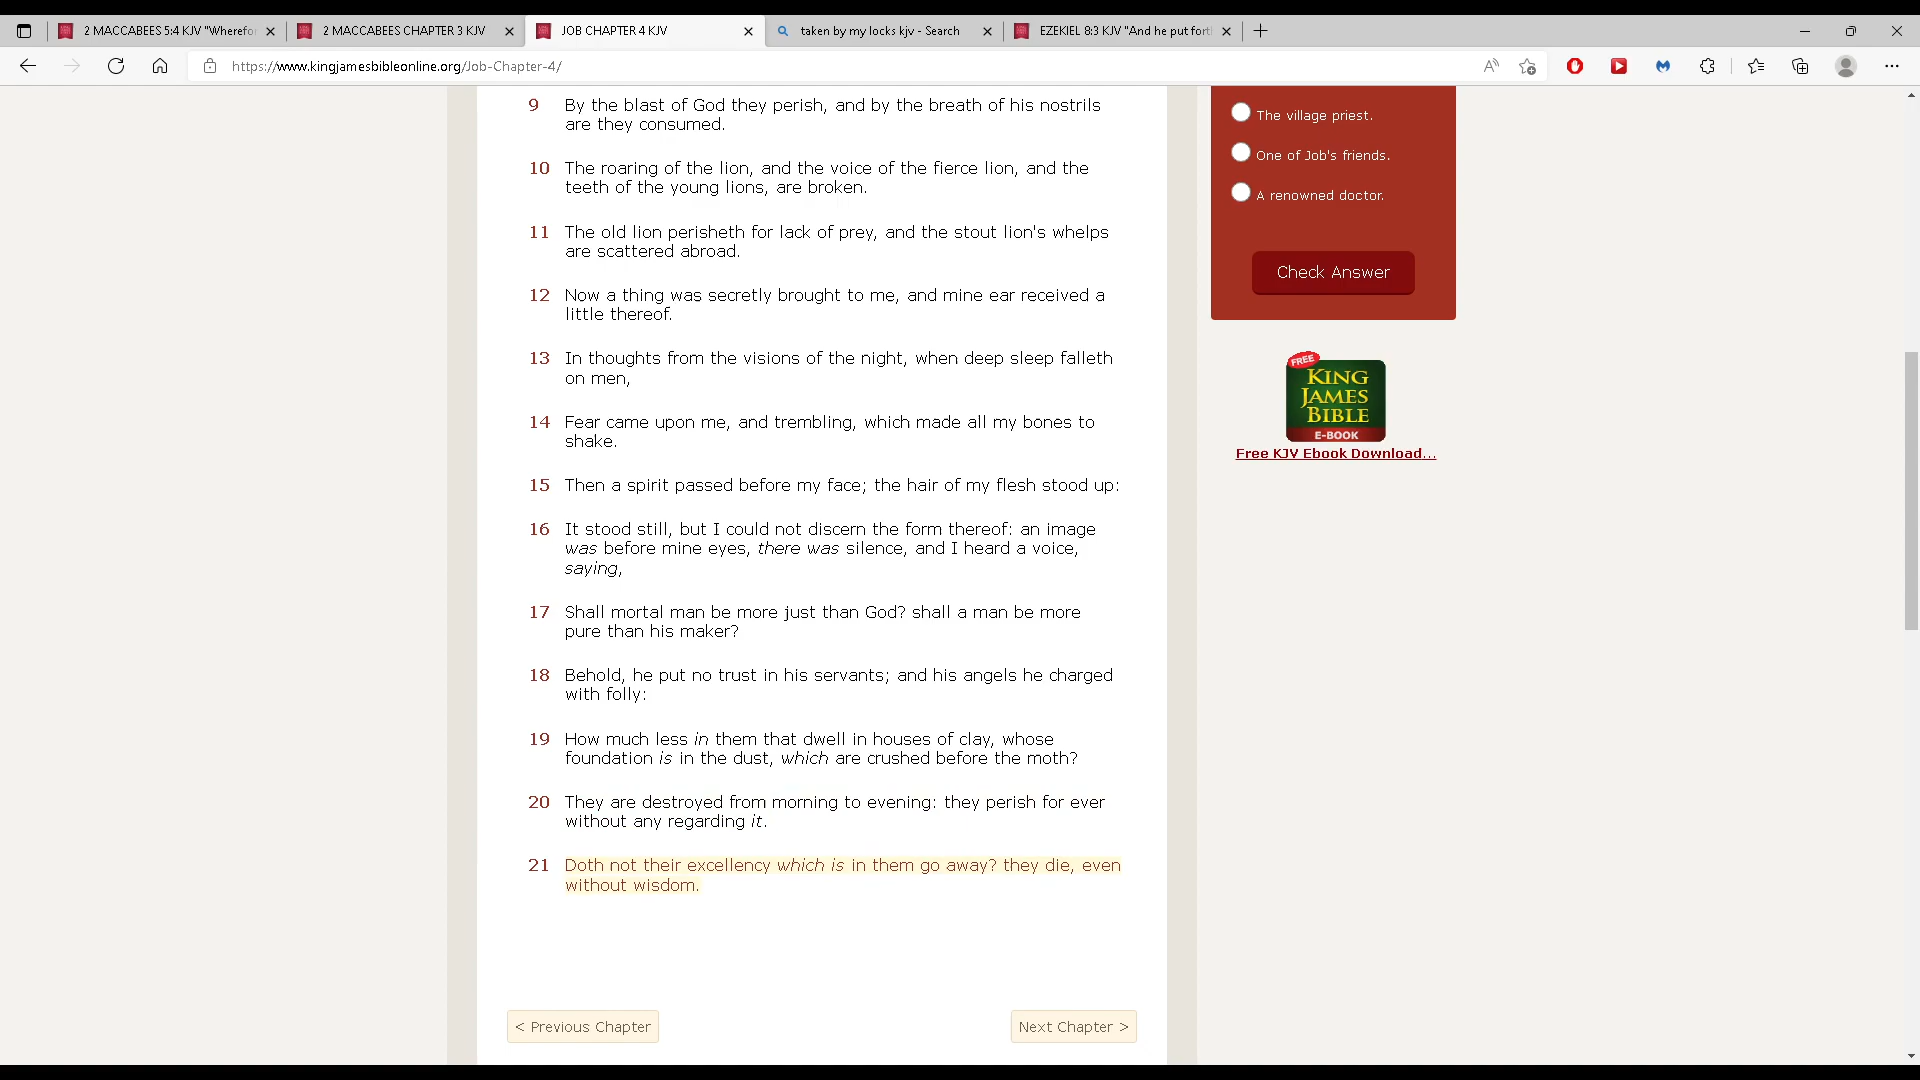 2 MACCABEES 5:4 KJV "Wherefor
2 MACCABEES CHAPTER 3 KJV
JOB CHAPTER 4 KJV
taken by my locks kjv - Search
EZEKIEL 8:3 KJV "And he put fort
https://www.kingjamesbibleonline.org/Job-Chapter-4/
9 By the blast of God they perish, and by the breath of his nostrils
are they consumed.
10 The roaring of the lion, and the voice of the fierce lion, and the
teeth of the young lions, are broken.
11 The old lion perisheth for lack of prey, and the stout lion's whelps
are scattered abroad.
12 Now a thing was secretly brought to me, and mine ear received a
little thereof.
13 In thoughts from the visions of the night, when deep sleep falleth
on men,
14 Fear came upon me, and trembling, which made all my bones to
shake.
15 Then a spirit passed before my face; the hair of my flesh stood up:
16 It stood still, but I could not discern the form thereof: an image
was before mine eyes, there was silence, and I heard a voice,
saying,
17 Shall mortal man be more just than God? shall a man be more
pure than his maker?
18 Behold, he put no trust in his servants; and his angels he charged
with folly:
19 How much less in them that dwell in houses of clay, whose
foundation is in the dust, which are crushed before the moth?
20 They are destroyed from morning to evening: they perish for ever
without any regarding it.
21 Doth not their excellency which is in them go away? they die, even
without wisdom.
< Previous Chapter
Next Chapter >
The village priest.
One of Job's friends.
A renowned doctor.
Check Answer
FREE
KING
JAMES
BIBLE
E-BOOK
Free KJV Ebook Download...